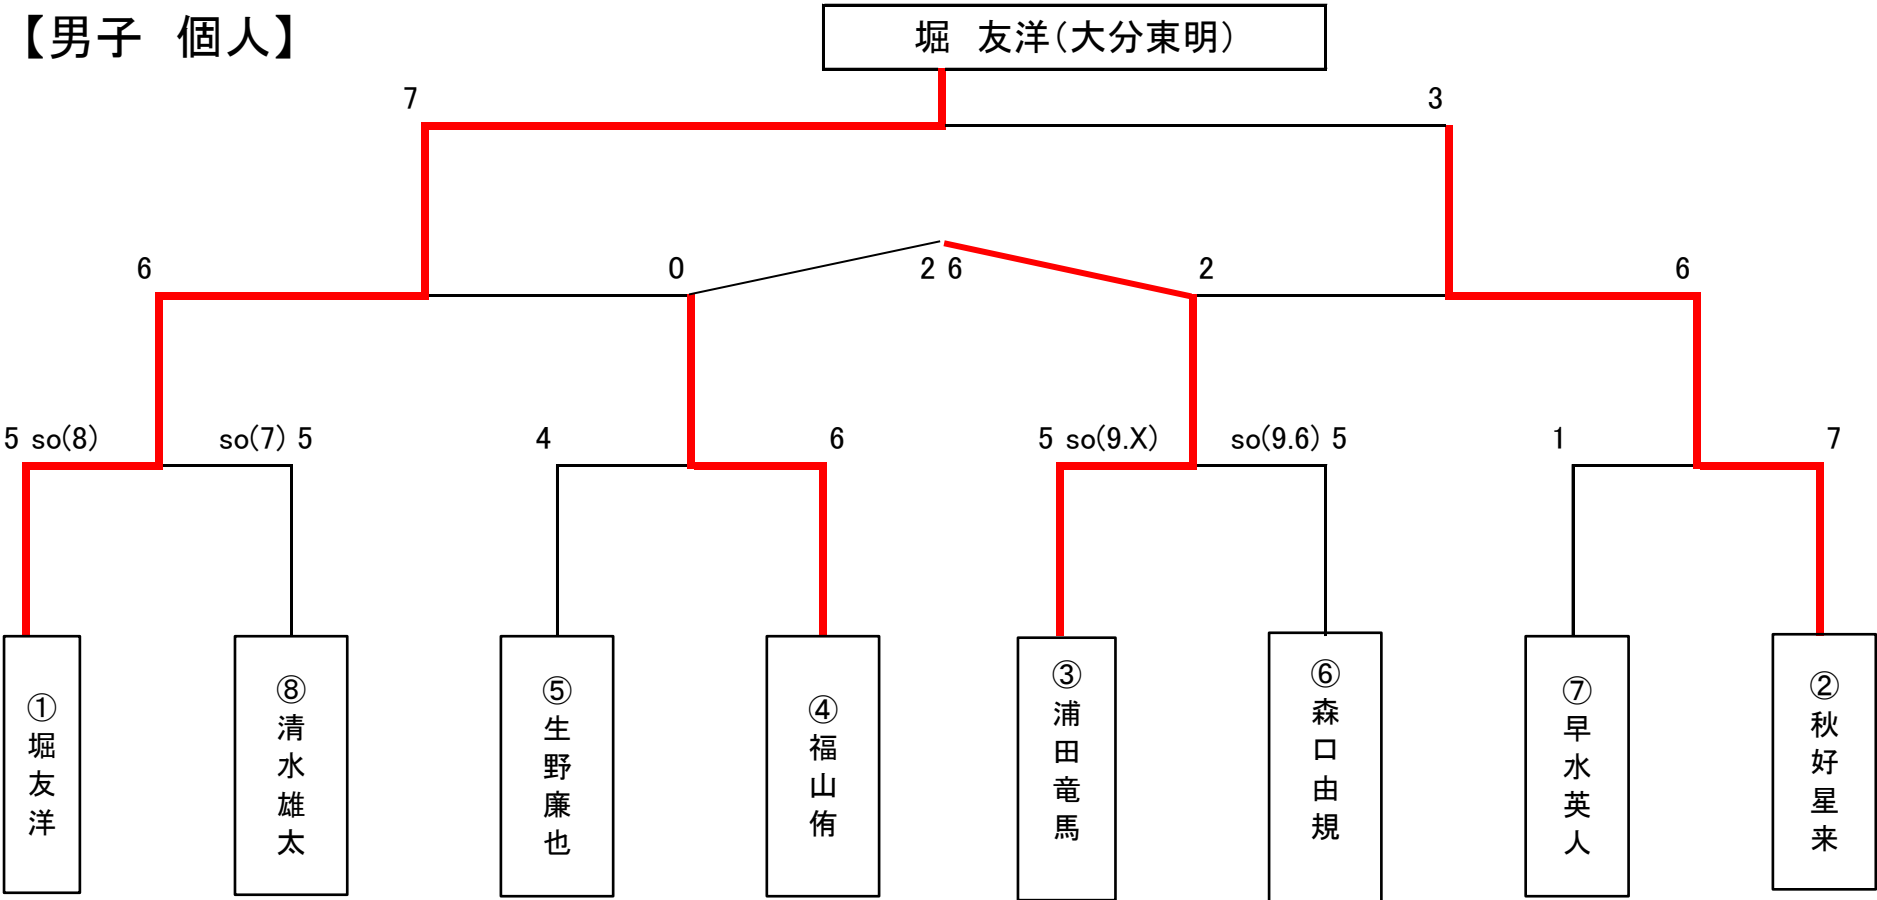 【男子　個人】
堀　友洋(大分東明)
7
3
6
0
2 6
2
6
5 so(8)
so(7) 5
4
6
5 so(9.X)
so(9.6) 5
1
7
①堀友洋
⑧清水雄太
⑤生野廉也
④福山侑
③浦田竜馬
⑥森口由規
⑦早水英人
②秋好星来